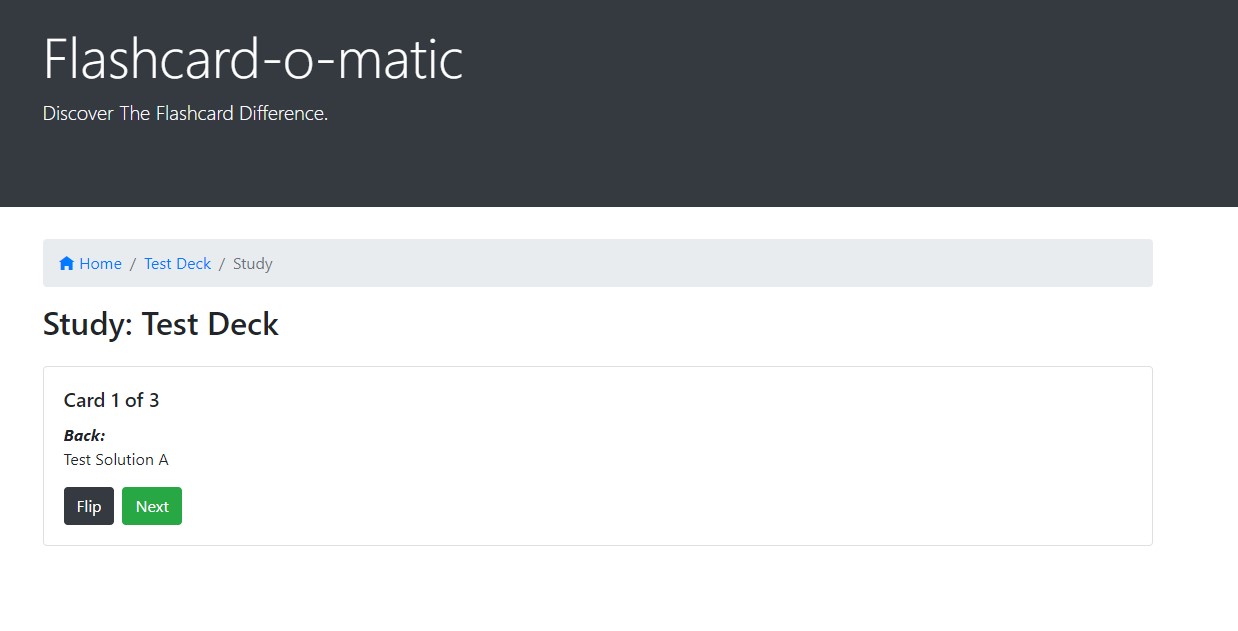 Flashcard-o-matic
Discover The Flashcard Difference.
Home / Test Deck / Study
Study: Test Deck
Card 1 of 3
Back:
Test Solution A
Flip Next